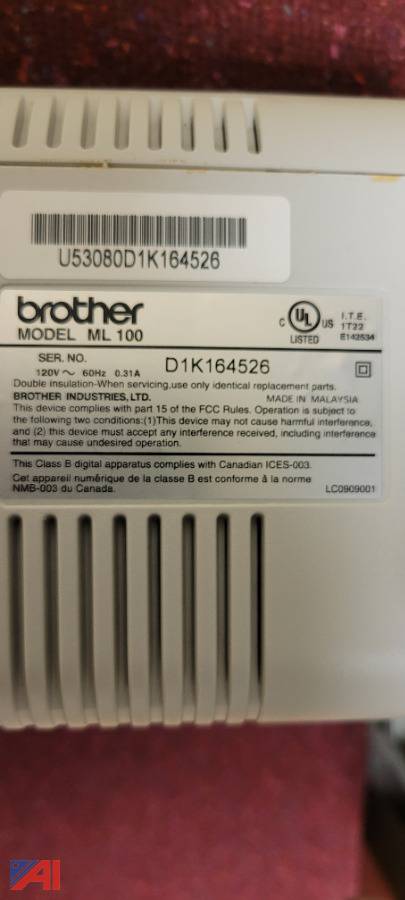 U53080D1K164526
brother
MODEL ML 100
C UL US
LISTED
I.T.E.
1T22
E142534
SER. NO. D1K164526
120V ~ 60Hz 0.31A
Double insulation-When servicing,use only identical replacement parts.
BROTHER INDUSTRIES,LTD. MADE IN MALAYSIA
This device complies with part 15 of the FCC Rules. Operation is subject to
the following two conditions:(1)This device may not cause harmful interference,
and (2) this device must accept any interference received, including interference
that may cause undesired operation.
This Class B digital apparatus complies with Canadian ICES-003.
Cet appareil numérique de la classe B est conforme à la norme
NMB-003 du Canada. LC0909001
AI